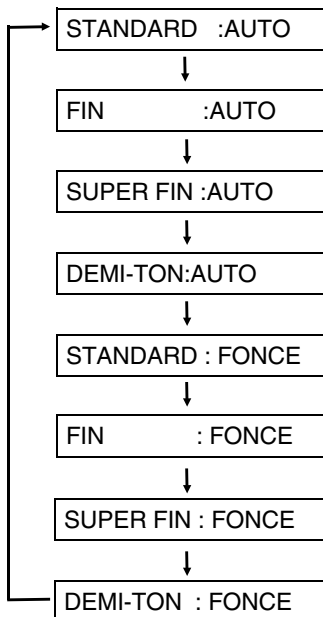 STANDARD :AUTO
FIN :AUTO
SUPER FIN :AUTO
DEMI-TON:AUTO
STANDARD : FONCE
FIN : FONCE
SUPER FIN : FONCE
DEMI-TON : FONCE